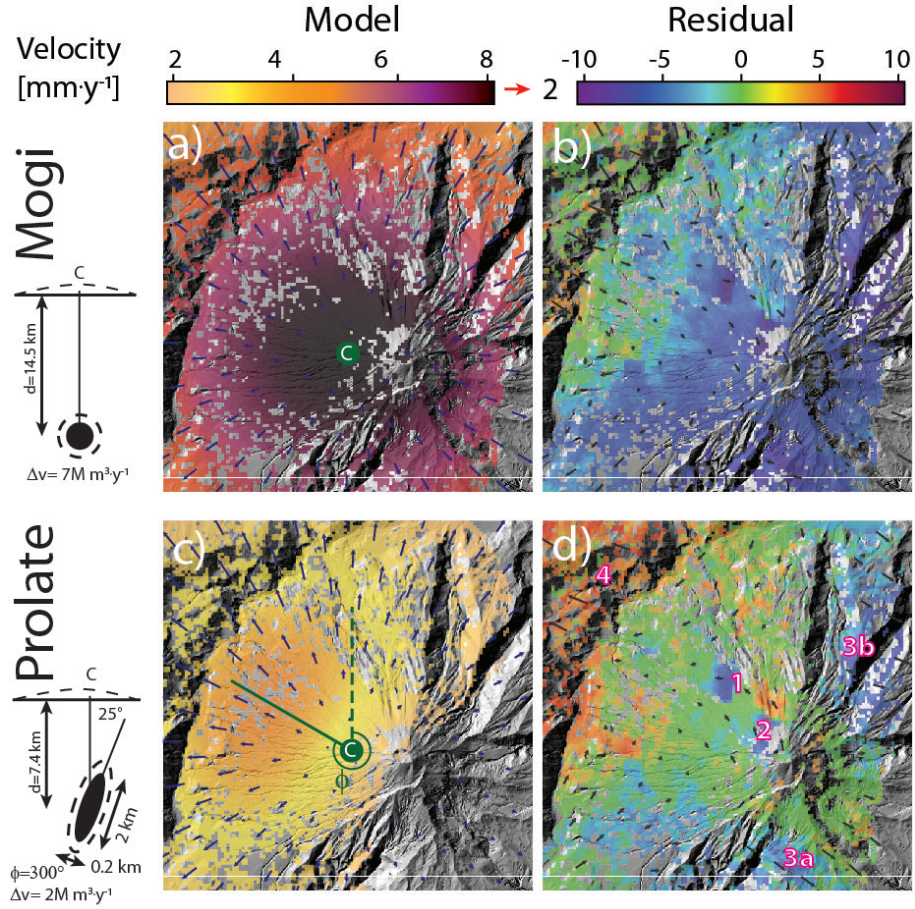 Model
Residual
Velocity
[mm·y⁻¹]
2 4 6 8
2
-10 -5 0 5 10
Mogi
a)
b)
C
C
d=14.5 km
Δv= 7M m³·y⁻¹
Prolate
c)
d)
4
3b
1
2
C
C
25°
ϕ
d=7.4 km
2 km
3a
0.2 km
ϕ=300°
Δv= 2M m³·y⁻¹